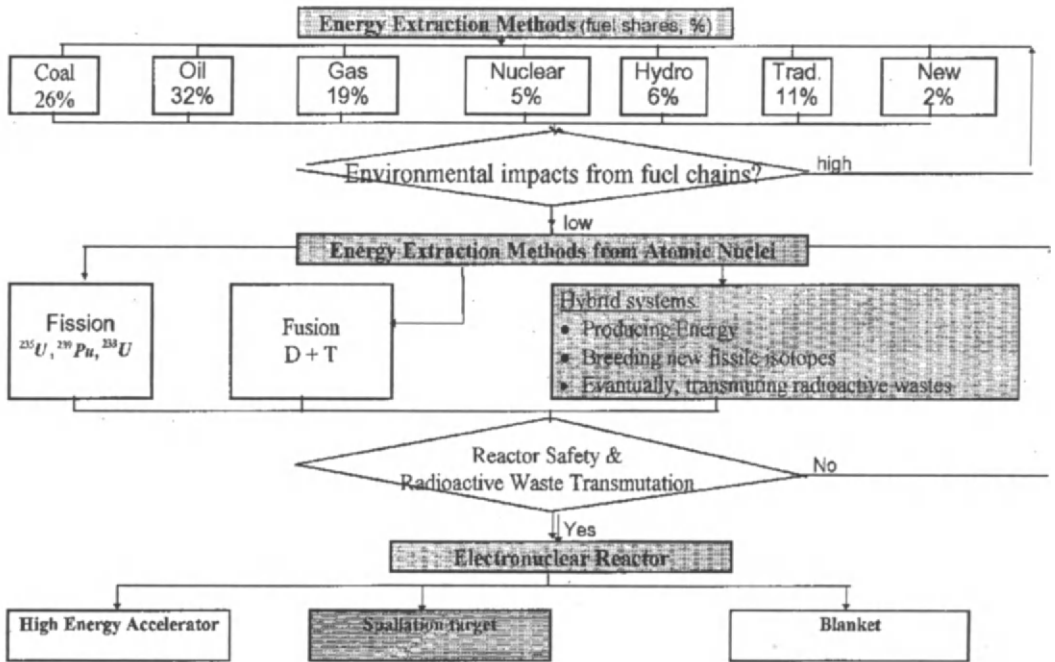 Energy Extraction Methods (fuel shares, %)
Coal
26%
Oil
32%
Gas
19%
Nuclear
5%
Hydro
6%
Trad.
11%
New
2%
Environmental impacts from fuel chains?
high
low
Energy Extraction Methods from Atomic Nuclei
Fission
²³⁵U, ²³⁹Pu, ²³³U
Fusion
D + T
Hybrid systems
• Producing Energy
• Breeding new fissile isotopes
• Evantually, transmuting radioactive wastes
Reactor Safety &
Radioactive Waste Transmutation
No
Yes
Electronuclear Reactor
High Energy Accelerator
Spallation target
Blanket